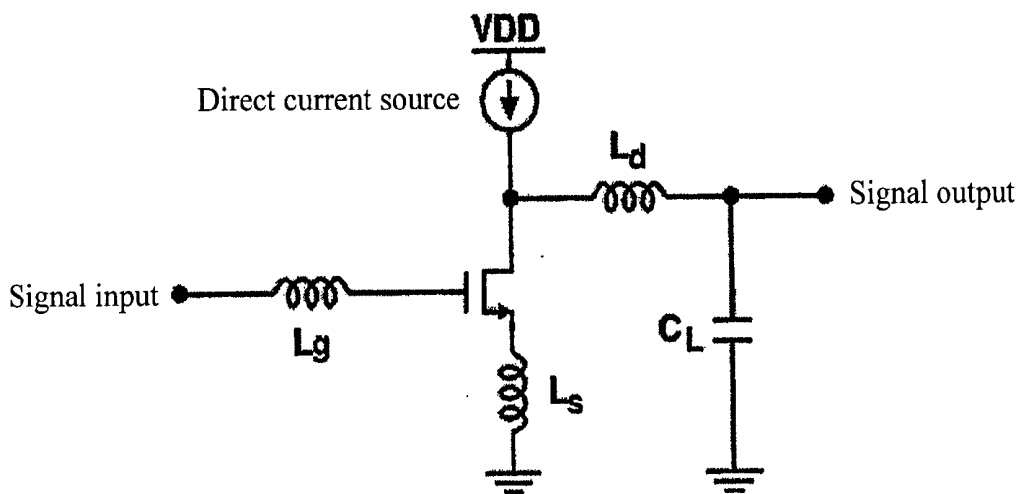 VDD
Direct current source
Ld
Signal output
Signal input
Lg
CL
Ls